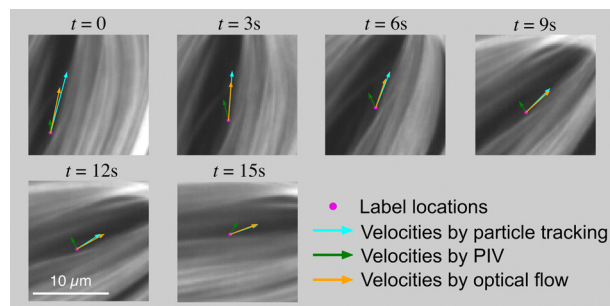 t = 0
t = 3s
t = 6s
t = 9s
t = 12s
t = 15s
10 μm
Label locations
Velocities by particle tracking
Velocities by PIV
Velocities by optical flow